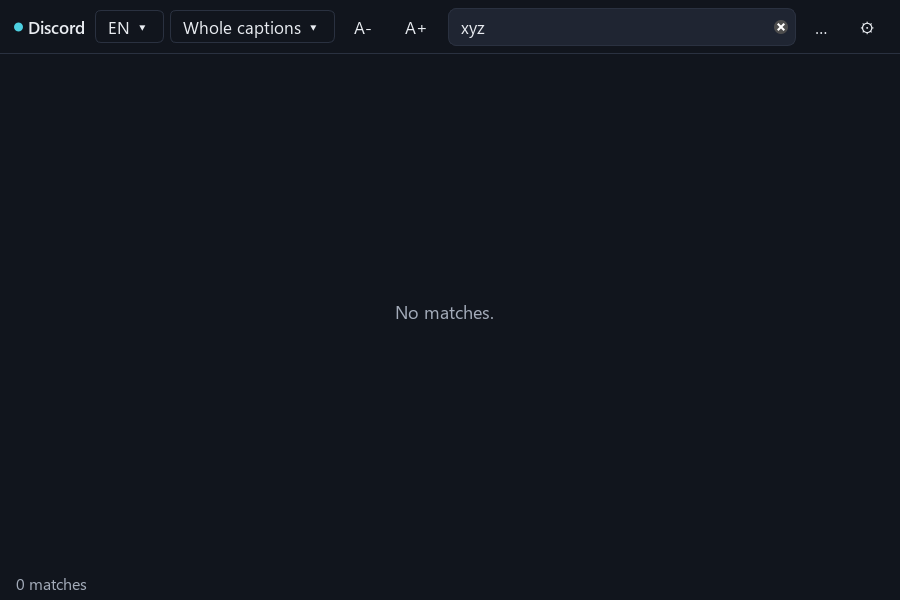 Discord EN ▾ Whole captions ▾ A- A+ xyz ...
No matches.
0 matches